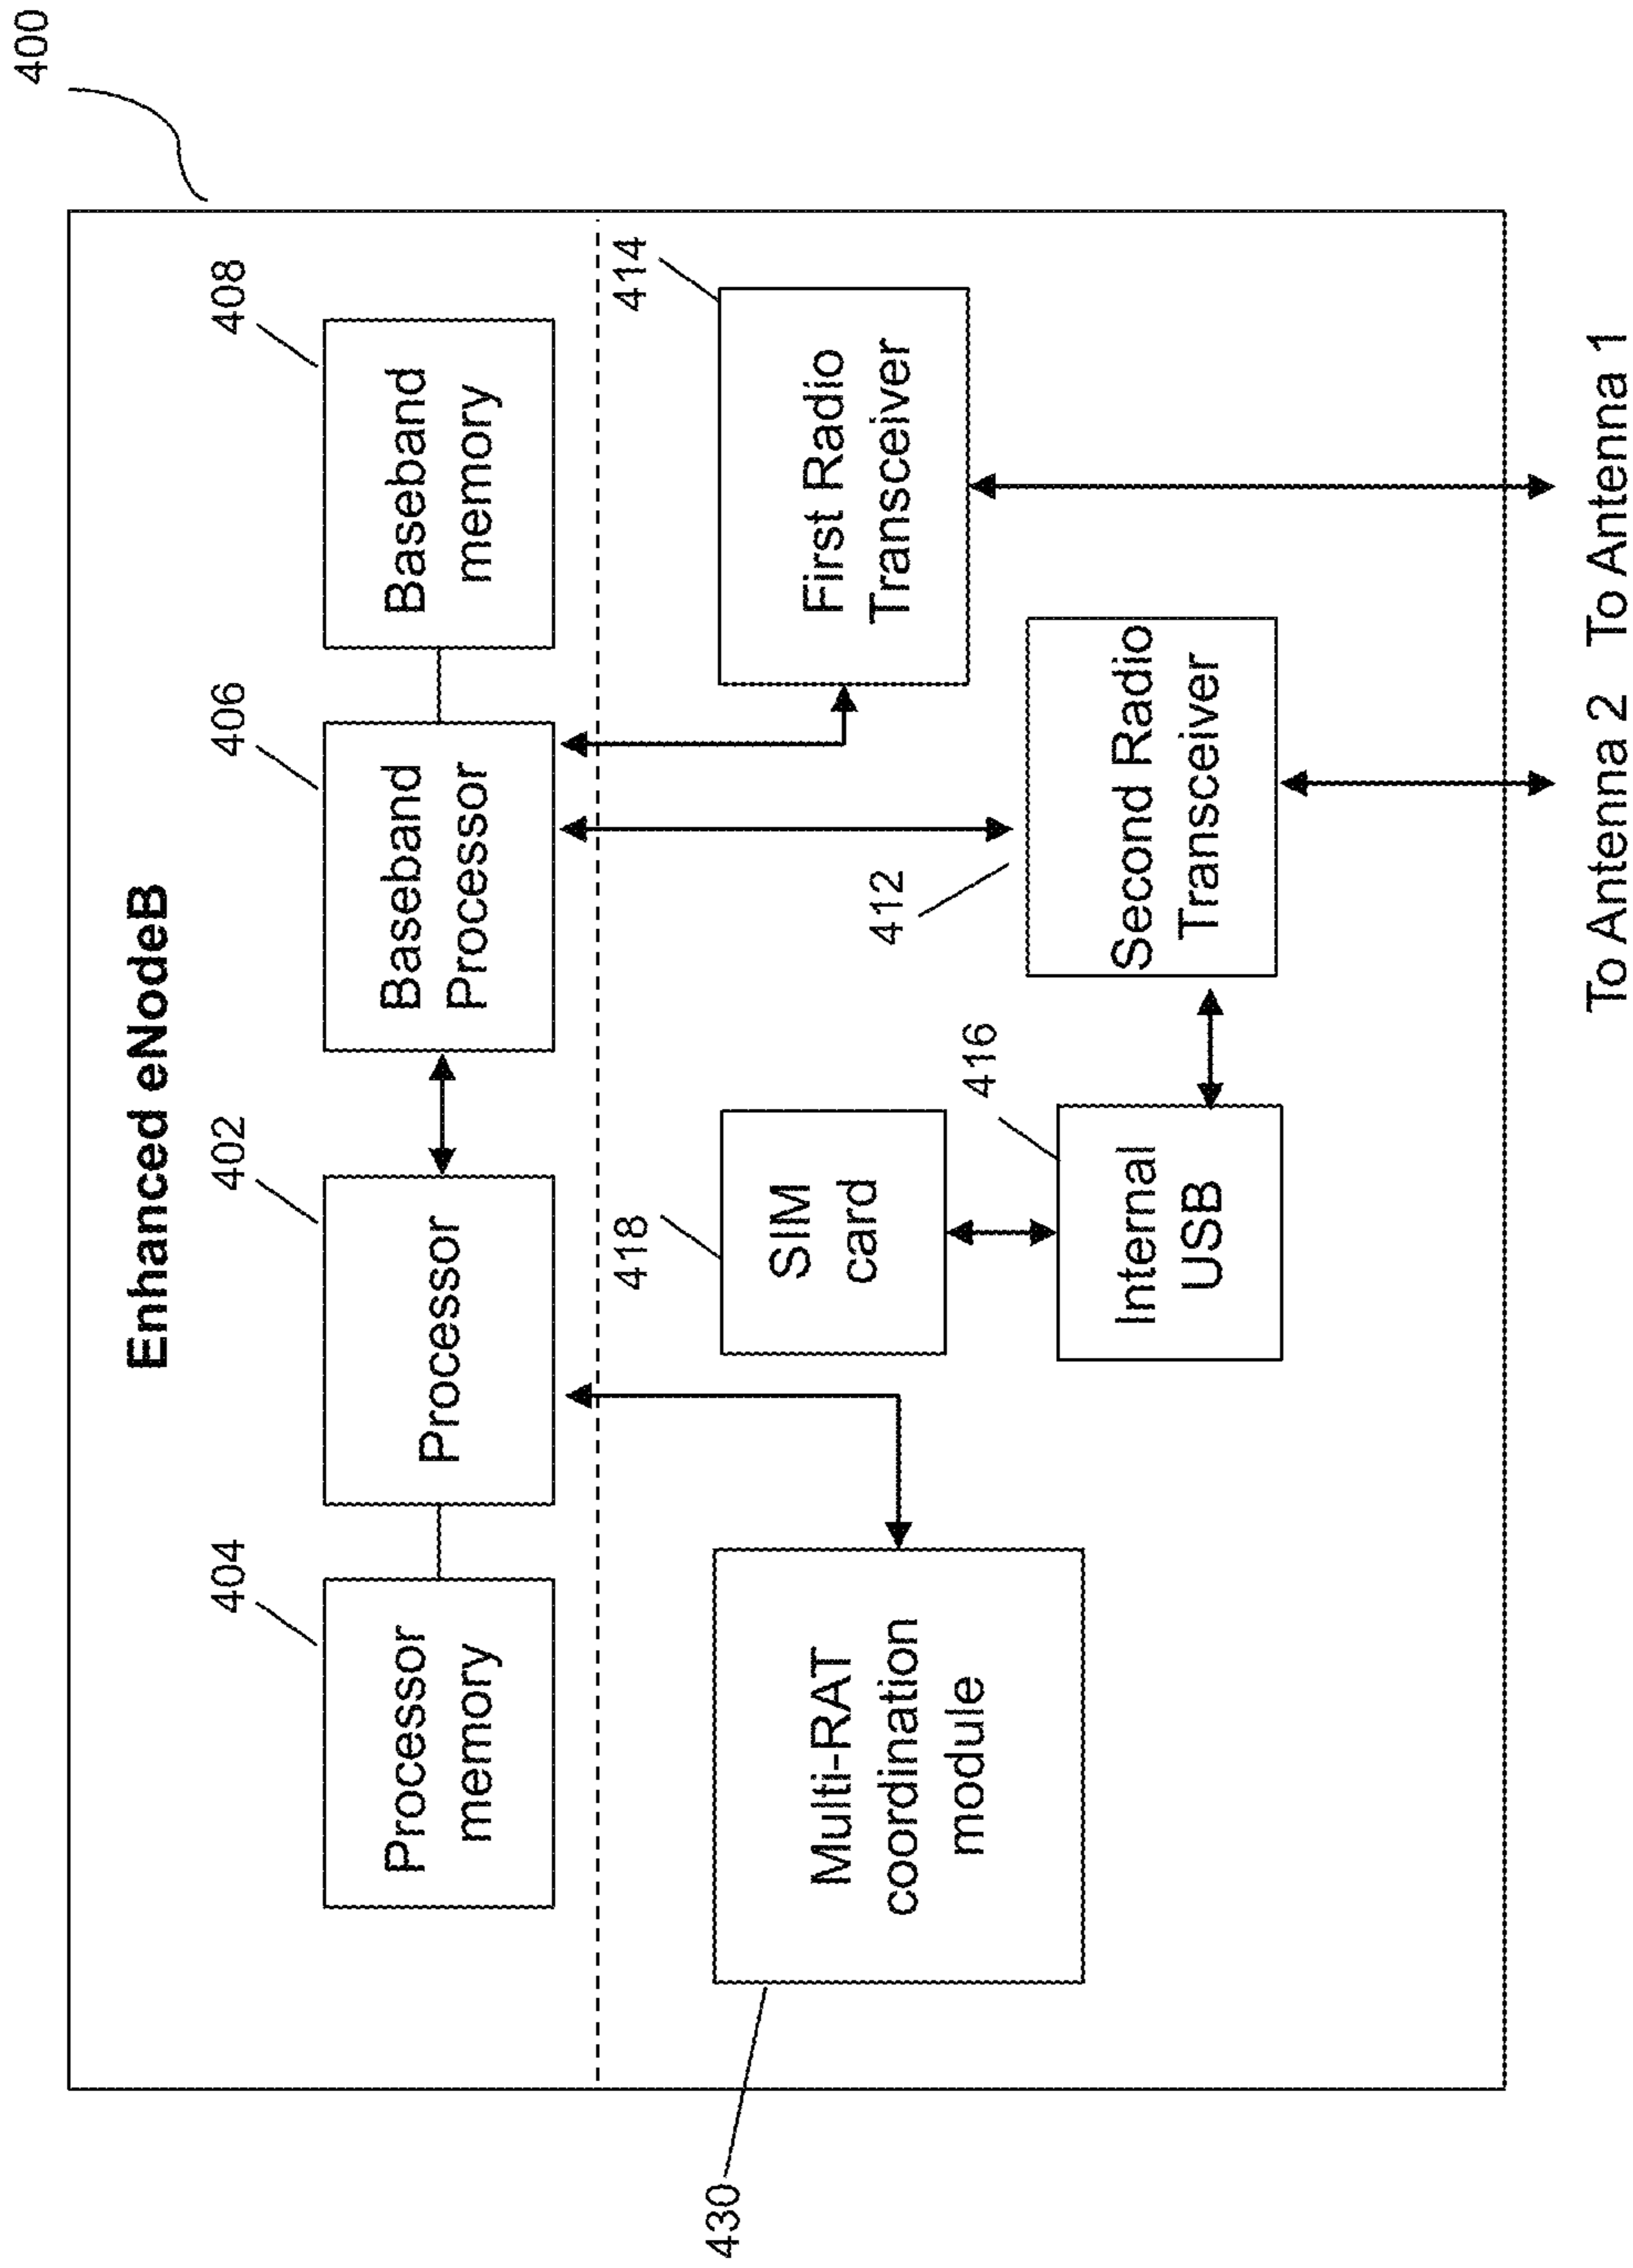 400
Enhanced eNodeB
404
402
406
408
Processor
memory
Processor
Baseband
Processor
Baseband
memory
430
418
414
Multi-RAT
coordination
module
SIM
card
412
First Radio
Transceiver
416
Internal
USB
Second Radio
Transceiver
To Antenna 2
To Antenna 1